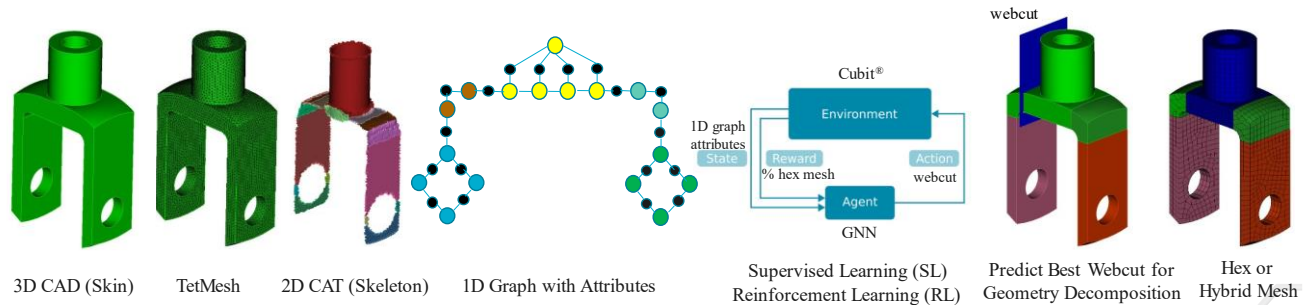 webcut
Cubit®
Environment
1D graph
attributes
State
Reward
% hex mesh
Action
webcut
Agent
GNN
3D CAD (Skin)
TetMesh
2D CAT (Skeleton)
1D Graph with Attributes
Supervised Learning (SL)
Reinforcement Learning (RL)
Predict Best Webcut for
Geometry Decomposition
Hex or
Hybrid Mesh